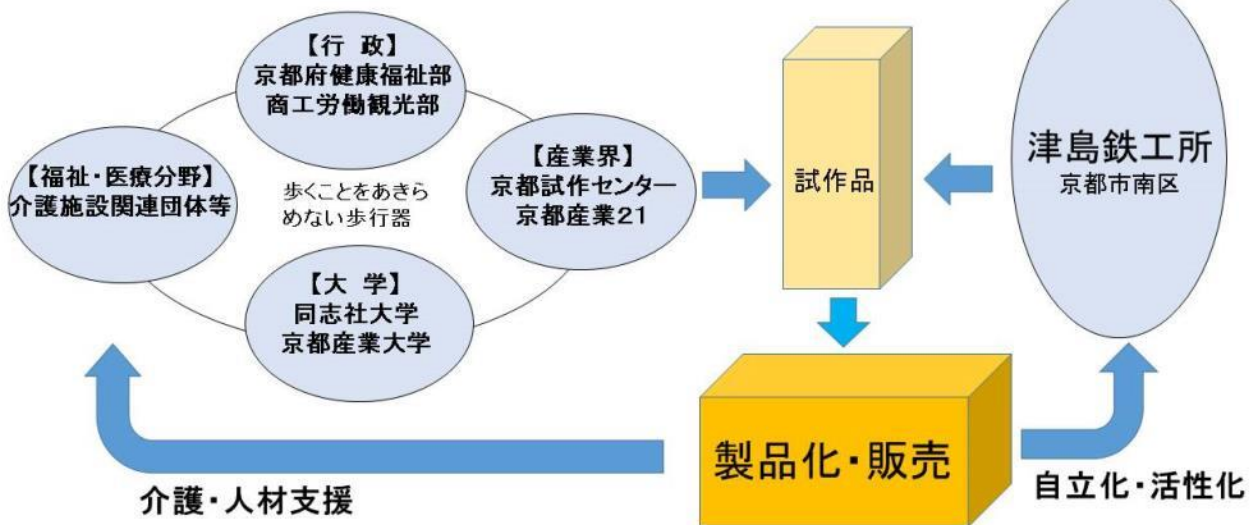 【行 政】
京都府健康福祉部
商工労働観光部
【福祉・医療分野】
介護施設関連団体等
歩くことをあきら
めない歩行器
【産業界】
京都試作センター
京都産業21
【大 学】
同志社大学
京都産業大学
試作品
津島鉄工所
京都市南区
製品化・販売
介護・人材支援
自立化・活性化